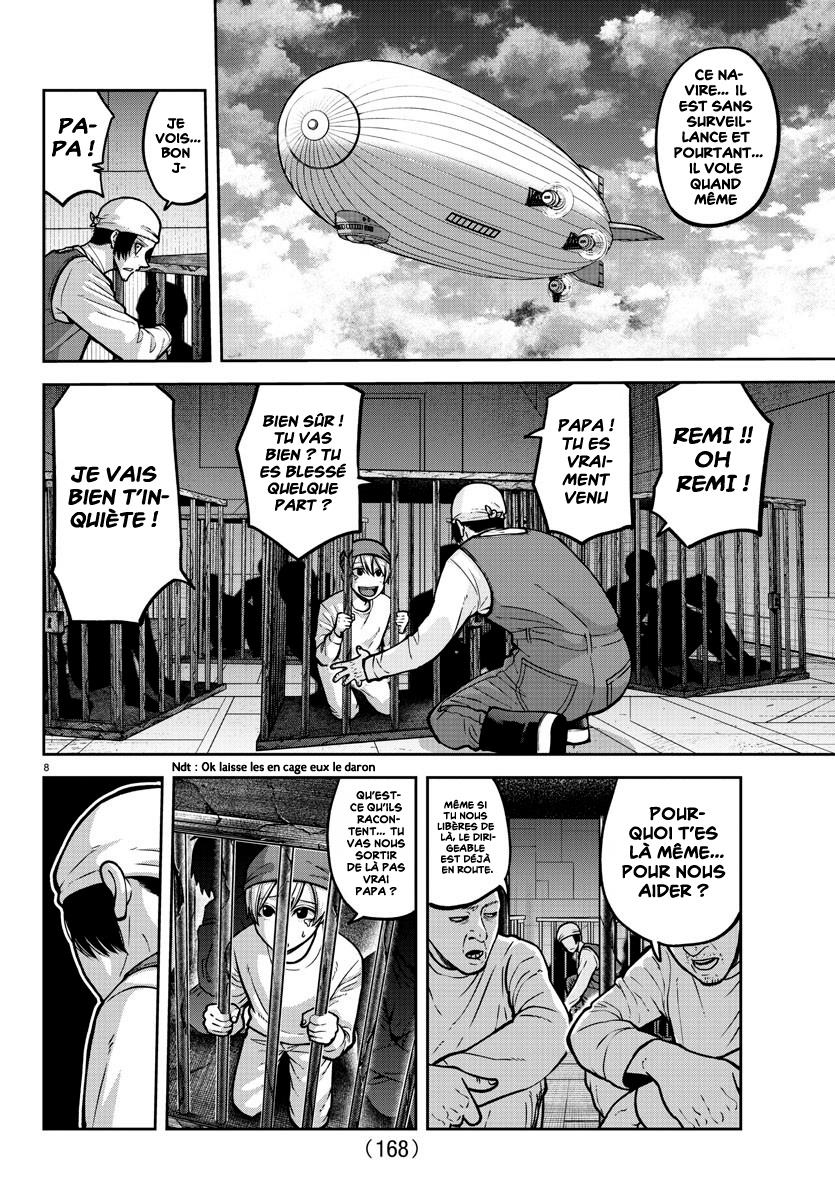 CE NA-
VIRE... IL
EST SANS
SURVEIL-
LANCE ET
POURTANT...
IL VOLE
QUAND
MÊME
JE
VOIS...
BON
J-
PA-
PA !
REMI !!
OH
REMI !
PAPA !
TU ES
VRAI-
MENT
VENU
BIEN SÛR !
TU VAS
BIEN ? TU
ES BLESSÉ
QUELQUE
PART ?
JE VAIS
BIEN T'IN-
QUIÈTE !
8
Ndt : Ok laisse les en cage eux le daron
POUR-
QUOI T'ES
LÀ MÊME...
POUR NOUS
AIDER ?
MÊME SI
TU NOUS
LIBÈRES DE
LÀ, LE DIRI-
GEABLE
EST DÉJÀ
EN ROUTE.
QU'EST-
CE QU'ILS
RACON-
TENT... TU
VAS NOUS
SORTIR
DE LÀ PAS
VRAI
PAPA ?
(168)